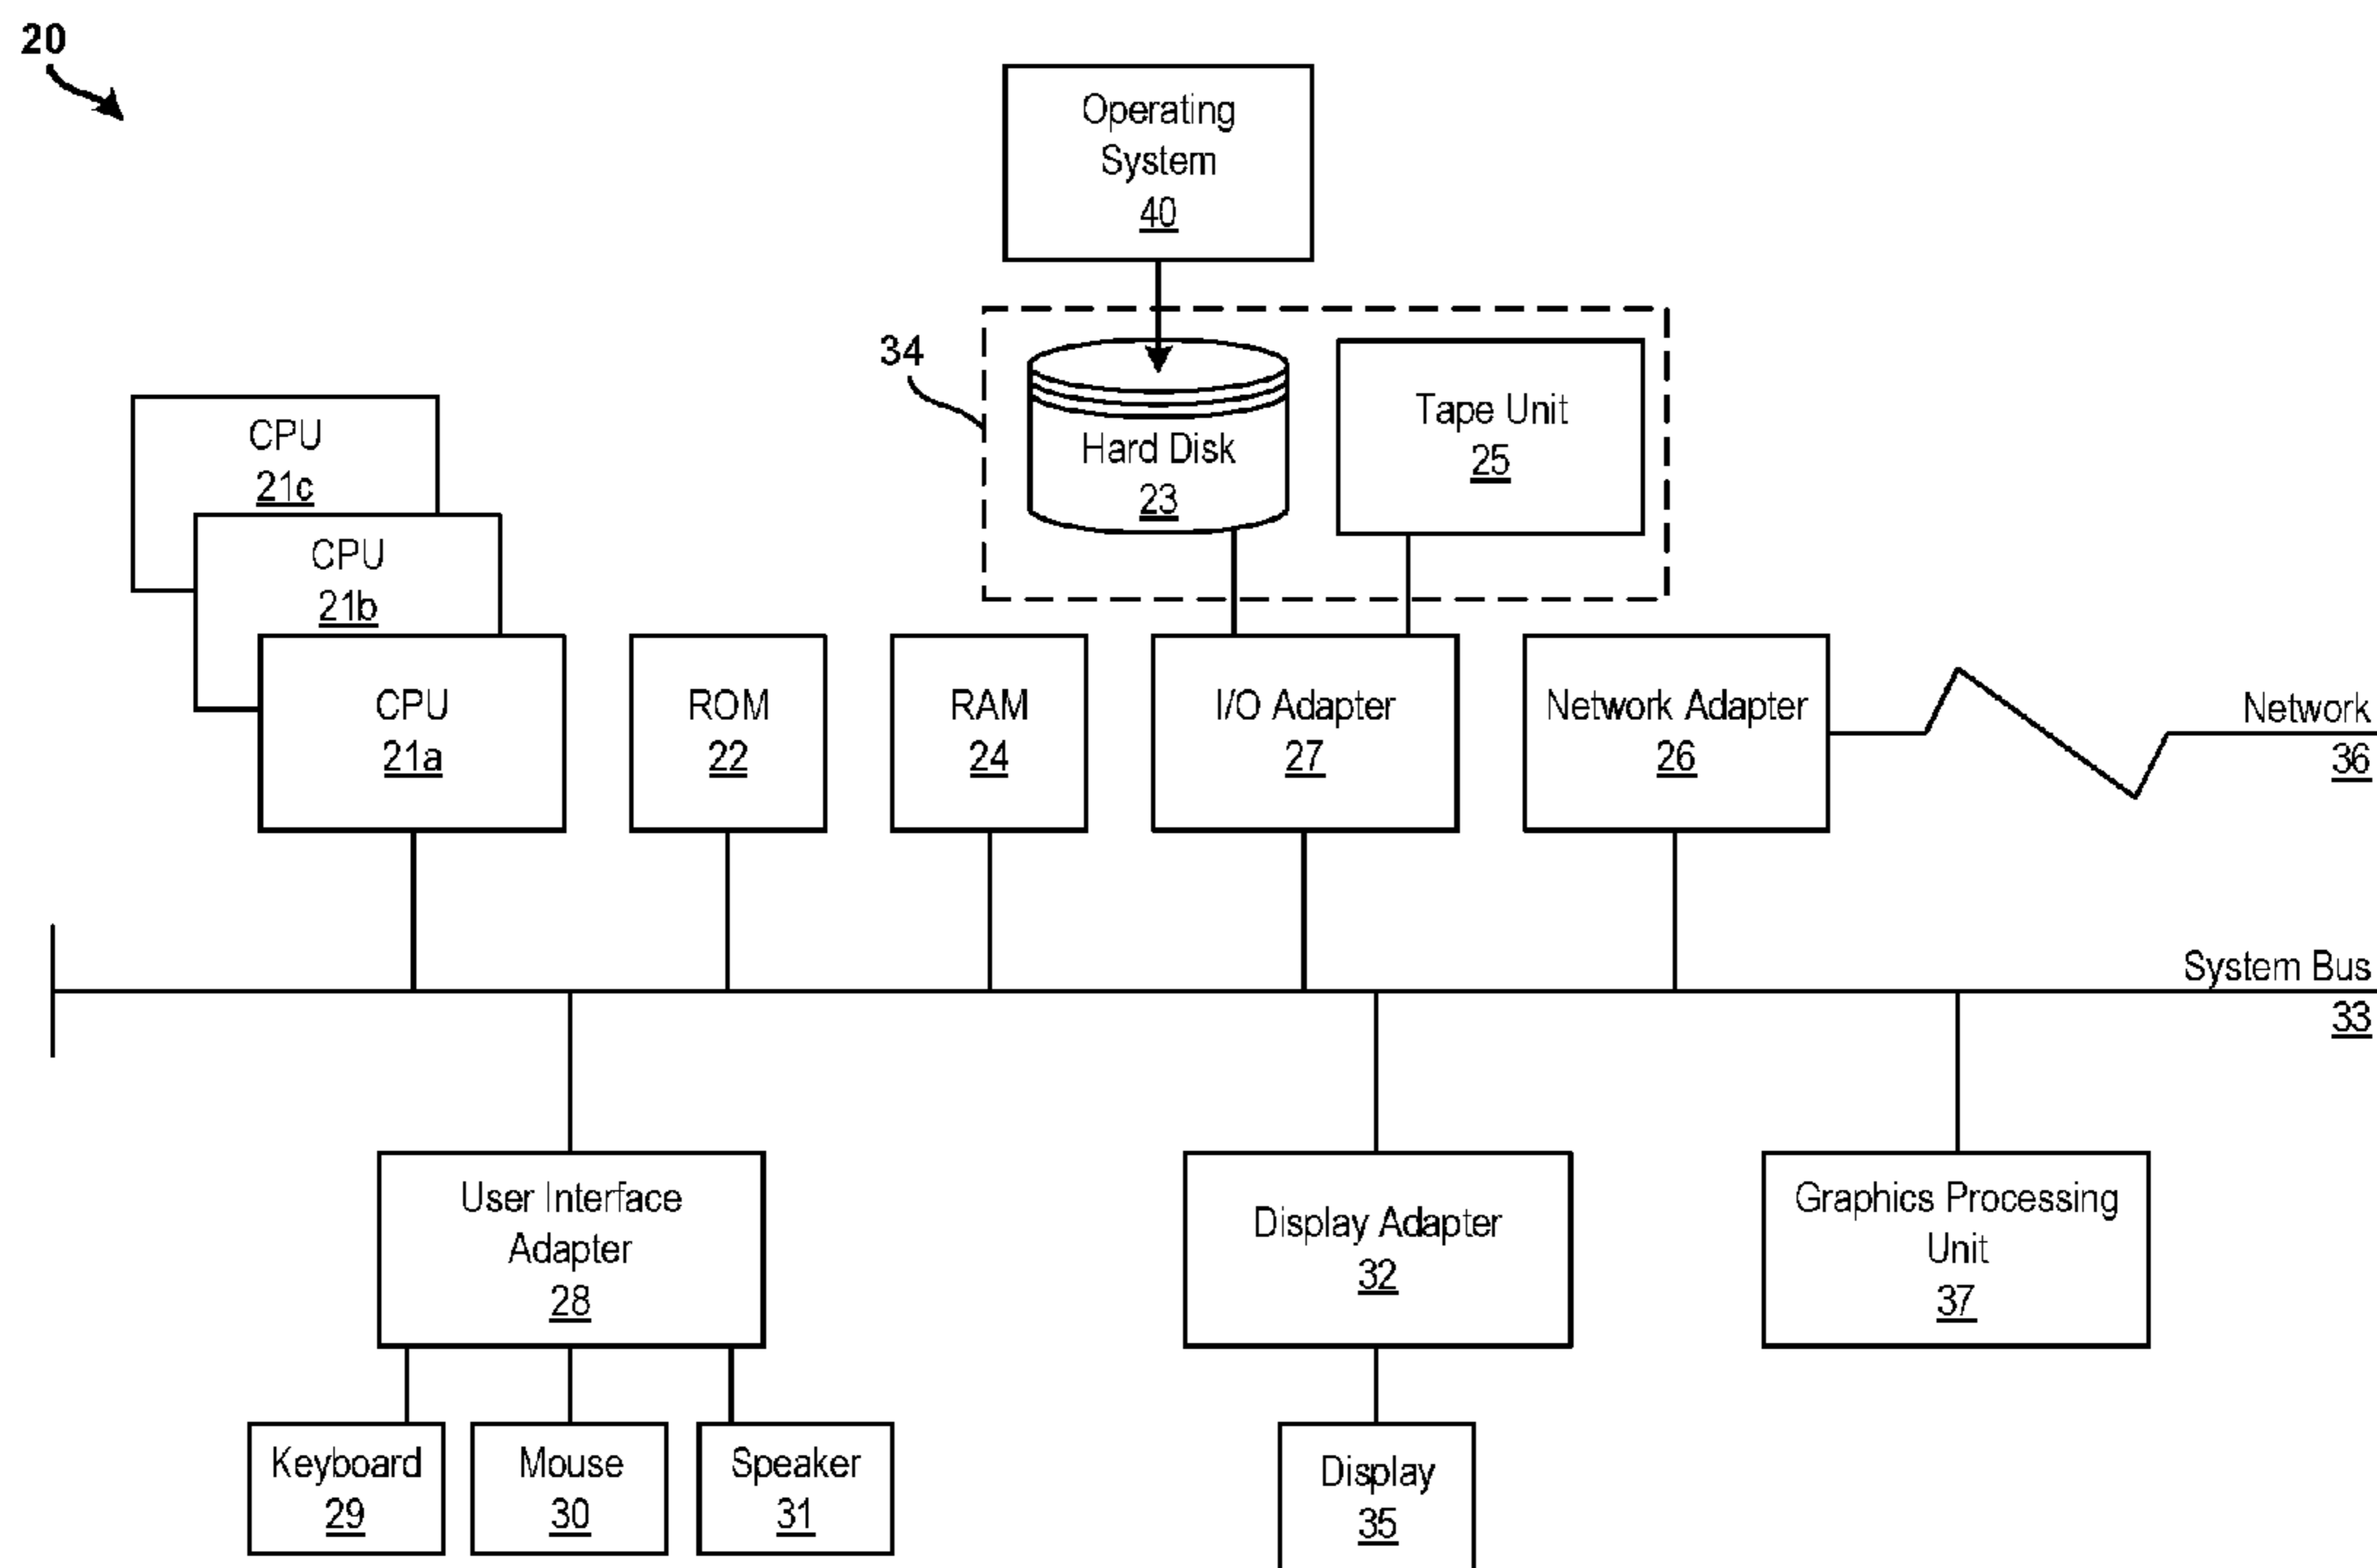 20
Operating
System
40
34
Hard Disk
23
Tape Unit
25
CPU
21c
CPU
21b
CPU
21a
ROM
22
RAM
24
I/O Adapter
27
Network Adapter
26
Network
36
System Bus
33
User Interface
Adapter
28
Display Adapter
32
Graphics Processing
Unit
37
Keyboard
29
Mouse
30
Speaker
31
Display
35